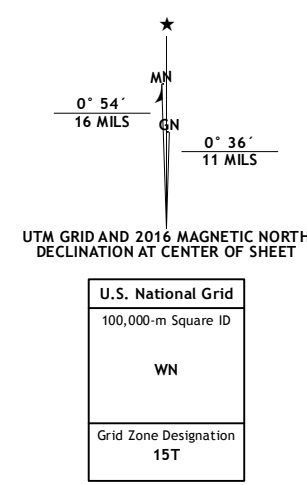 ★
MN
0° 54´
16 MILS
GN
0° 36´
11 MILS
UTM GRID AND 2016 MAGNETIC NORTH
DECLINATION AT CENTER OF SHEET
U.S. National Grid
100,000-m Square ID
WN
Grid Zone Designation
15T